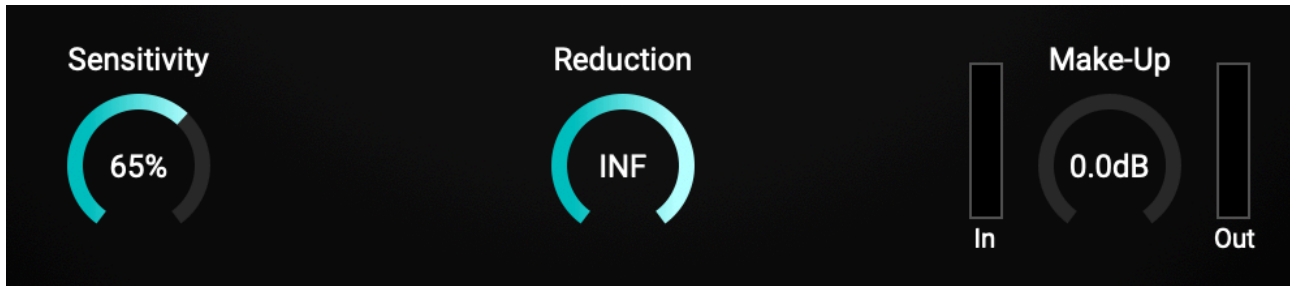 Sensitivity
65%
Reduction
INF
Make-Up
0.0dB
In
Out